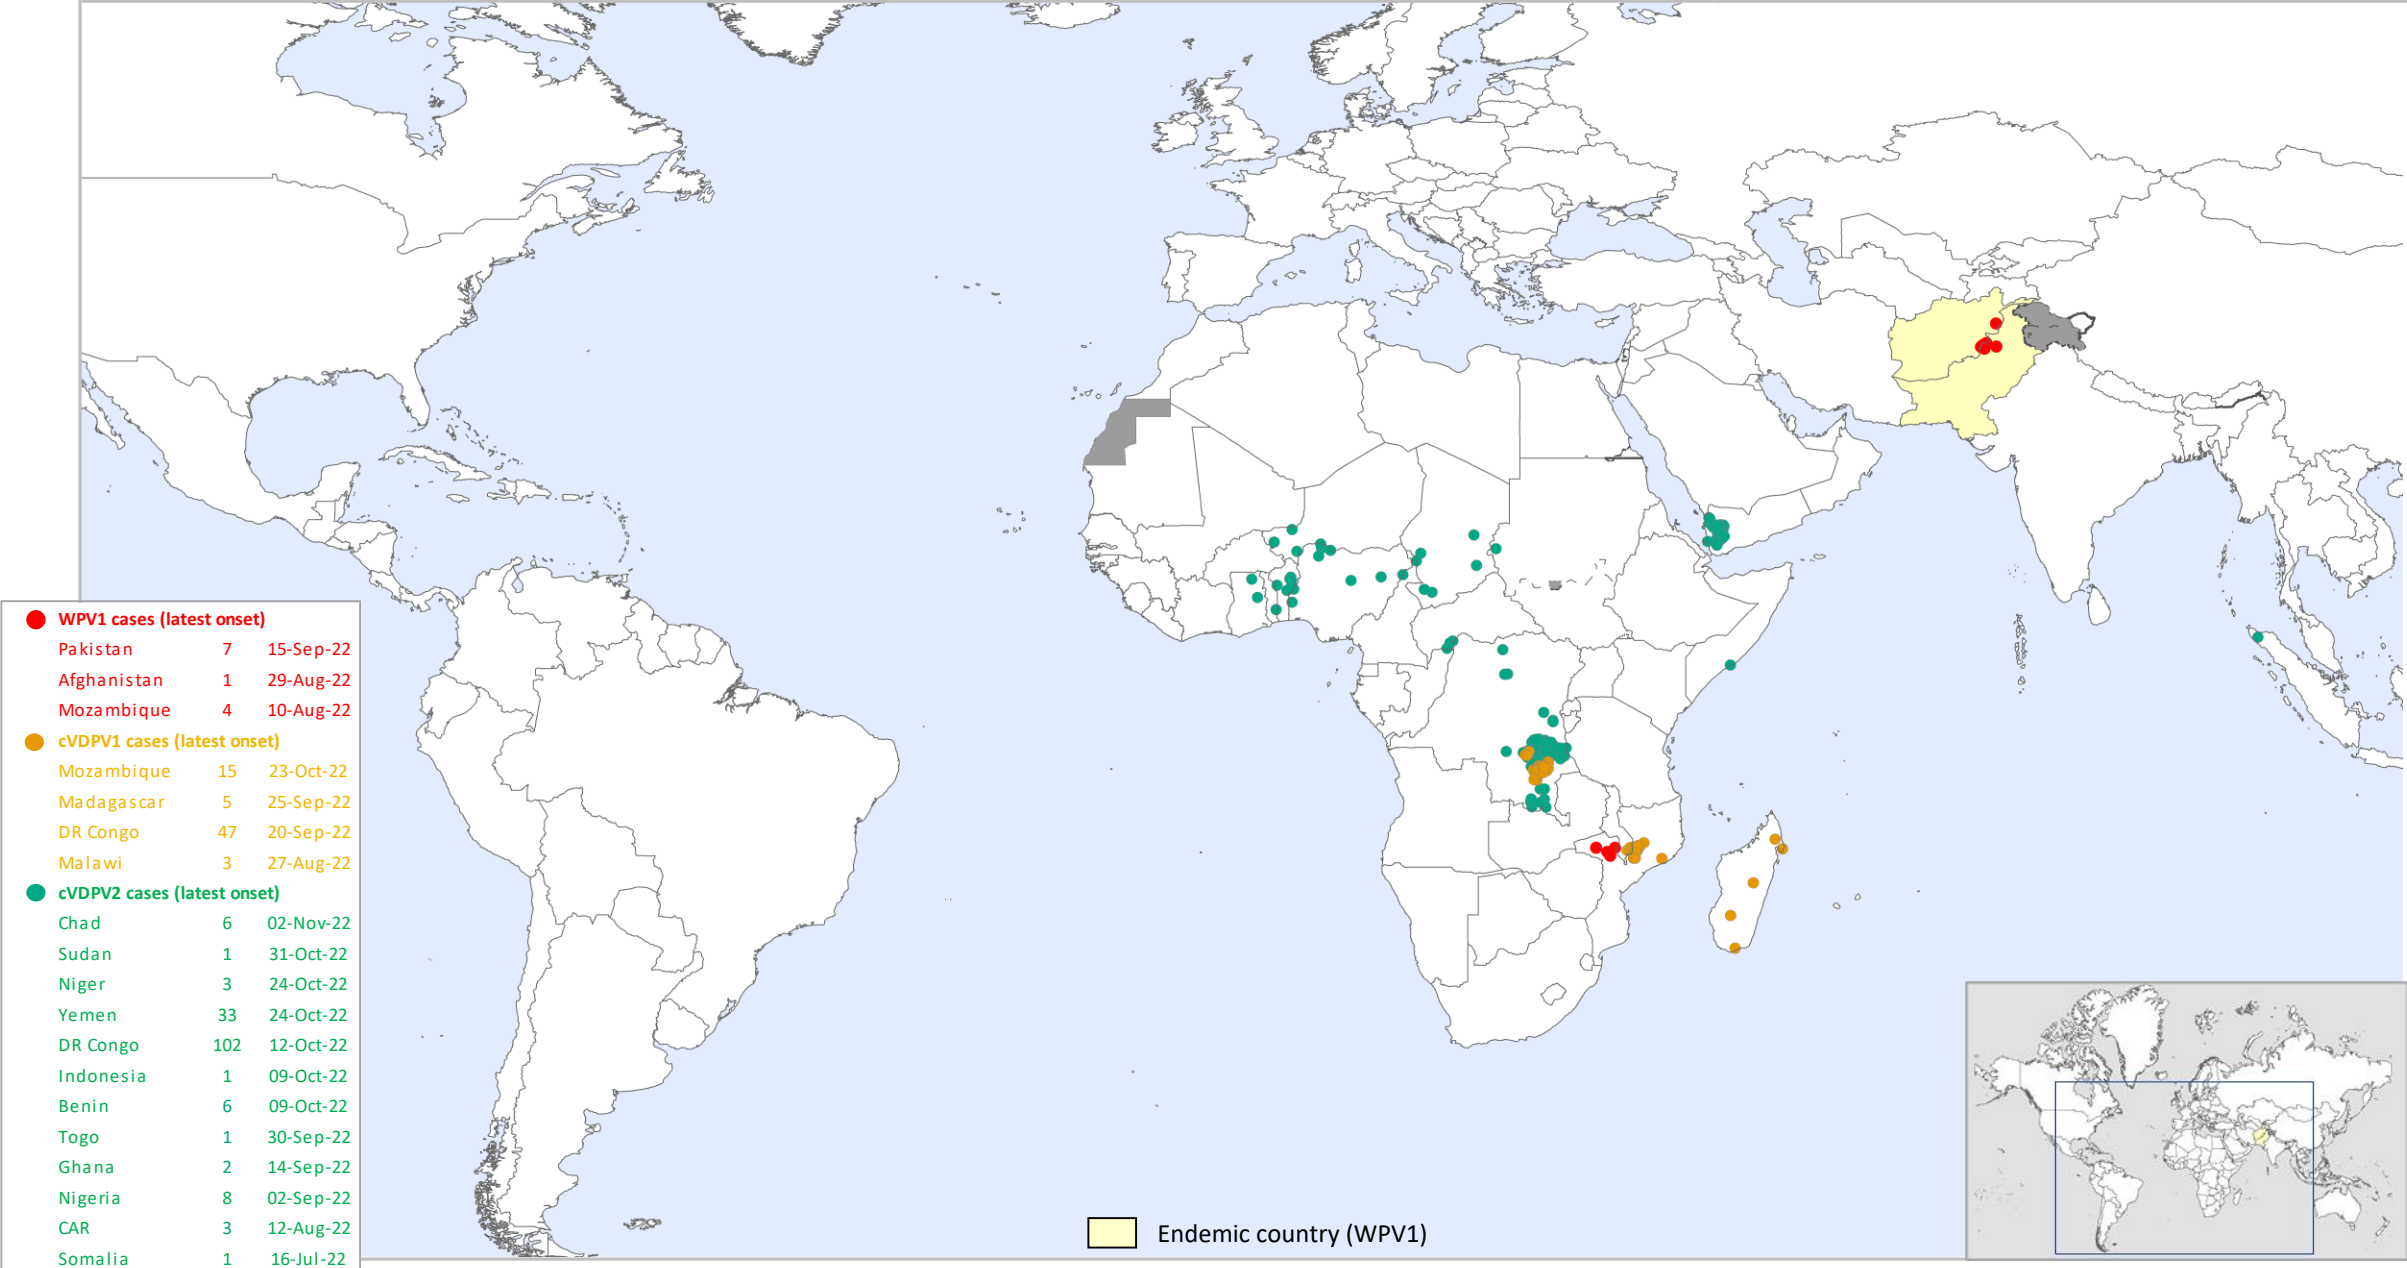 WPV1 cases (latest onset)
Pakistan 7 15-Sep-22
Afghanistan 1 29-Aug-22
Mozambique 4 10-Aug-22
cVDPV1 cases (latest onset)
Mozambique 15 23-Oct-22
Madagascar 5 25-Sep-22
DR Congo 47 20-Sep-22
Malawi 3 27-Aug-22
cVDPV2 cases (latest onset)
Chad 6 02-Nov-22
Sudan 1 31-Oct-22
Niger 3 24-Oct-22
Yemen 33 24-Oct-22
DR Congo 102 12-Oct-22
Indonesia 1 09-Oct-22
Benin 6 09-Oct-22
Togo 1 30-Sep-22
Ghana 2 14-Sep-22
Nigeria 8 02-Sep-22
CAR 3 12-Aug-22
Somalia 1 16-Jul-22
Endemic country (WPV1)